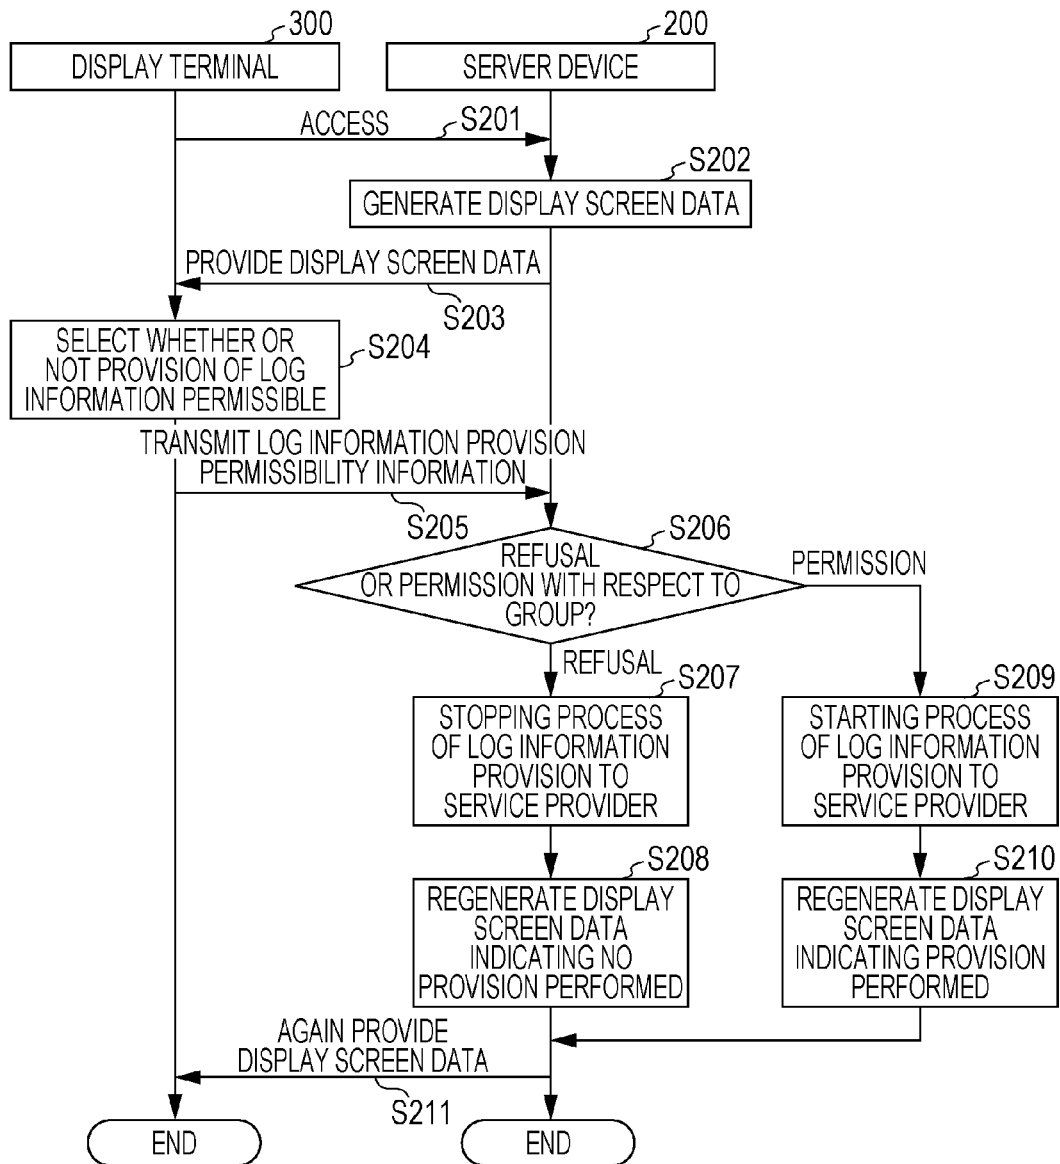 300
200
DISPLAY TERMINAL
SERVER DEVICE
ACCESS
S201
S202
GENERATE DISPLAY SCREEN DATA
PROVIDE DISPLAY SCREEN DATA
S203
SELECT WHETHER OR
NOT PROVISION OF LOG
INFORMATION PERMISSIBLE
S204
TRANSMIT LOG INFORMATION PROVISION
PERMISSIBILITY INFORMATION
S205
S206
REFUSAL
OR PERMISSION WITH RESPECT TO
GROUP?
PERMISSION
REFUSAL
S207
STOPPING PROCESS
OF LOG INFORMATION
PROVISION TO
SERVICE PROVIDER
S209
STARTING PROCESS
OF LOG INFORMATION
PROVISION TO
SERVICE PROVIDER
S208
REGENERATE DISPLAY
SCREEN DATA
INDICATING NO
PROVISION PERFORMED
S210
REGENERATE DISPLAY
SCREEN DATA
INDICATING PROVISION
PERFORMED
AGAIN PROVIDE
DISPLAY SCREEN DATA
S211
END
END